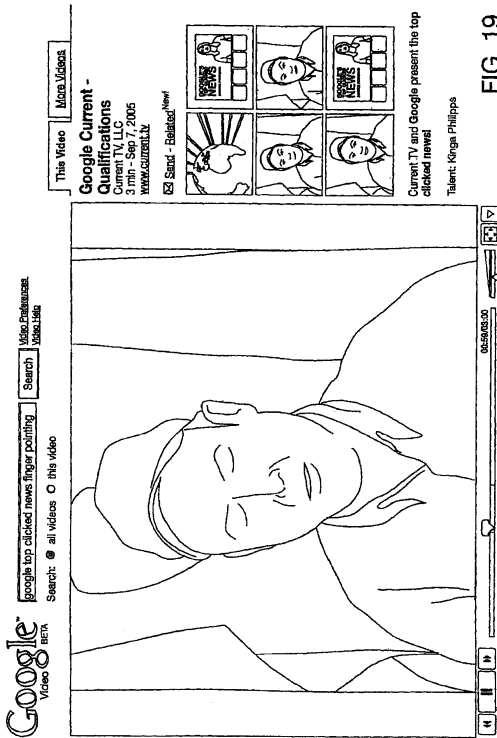 Google™
Video BETA
google top clicked news finger pointing
Search
Video Preferences
Video Help
Search: all videos this video
This Video
More Videos
Google Current -
Qualifications
Current TV, LLC
3 min - Sep 7, 2005
www.current.tv
Send - Related New!
NEWS
NEWS
Current TV and Google present the top
clicked news!
Talent: Kinga Philipps
00:59/03:00
FIG. 19